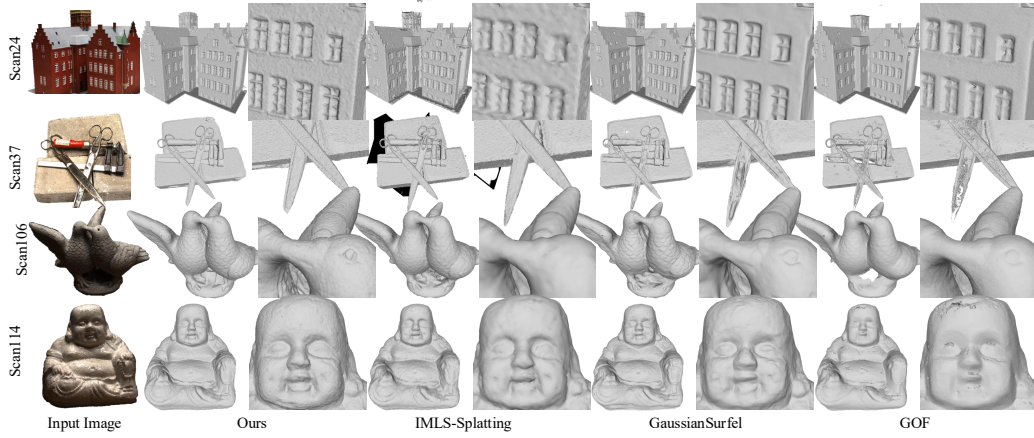 Scan24
Scan37
Scan106
Scan114
Input Image
Ours
IMLS-Splatting
GaussianSurfel
GOF